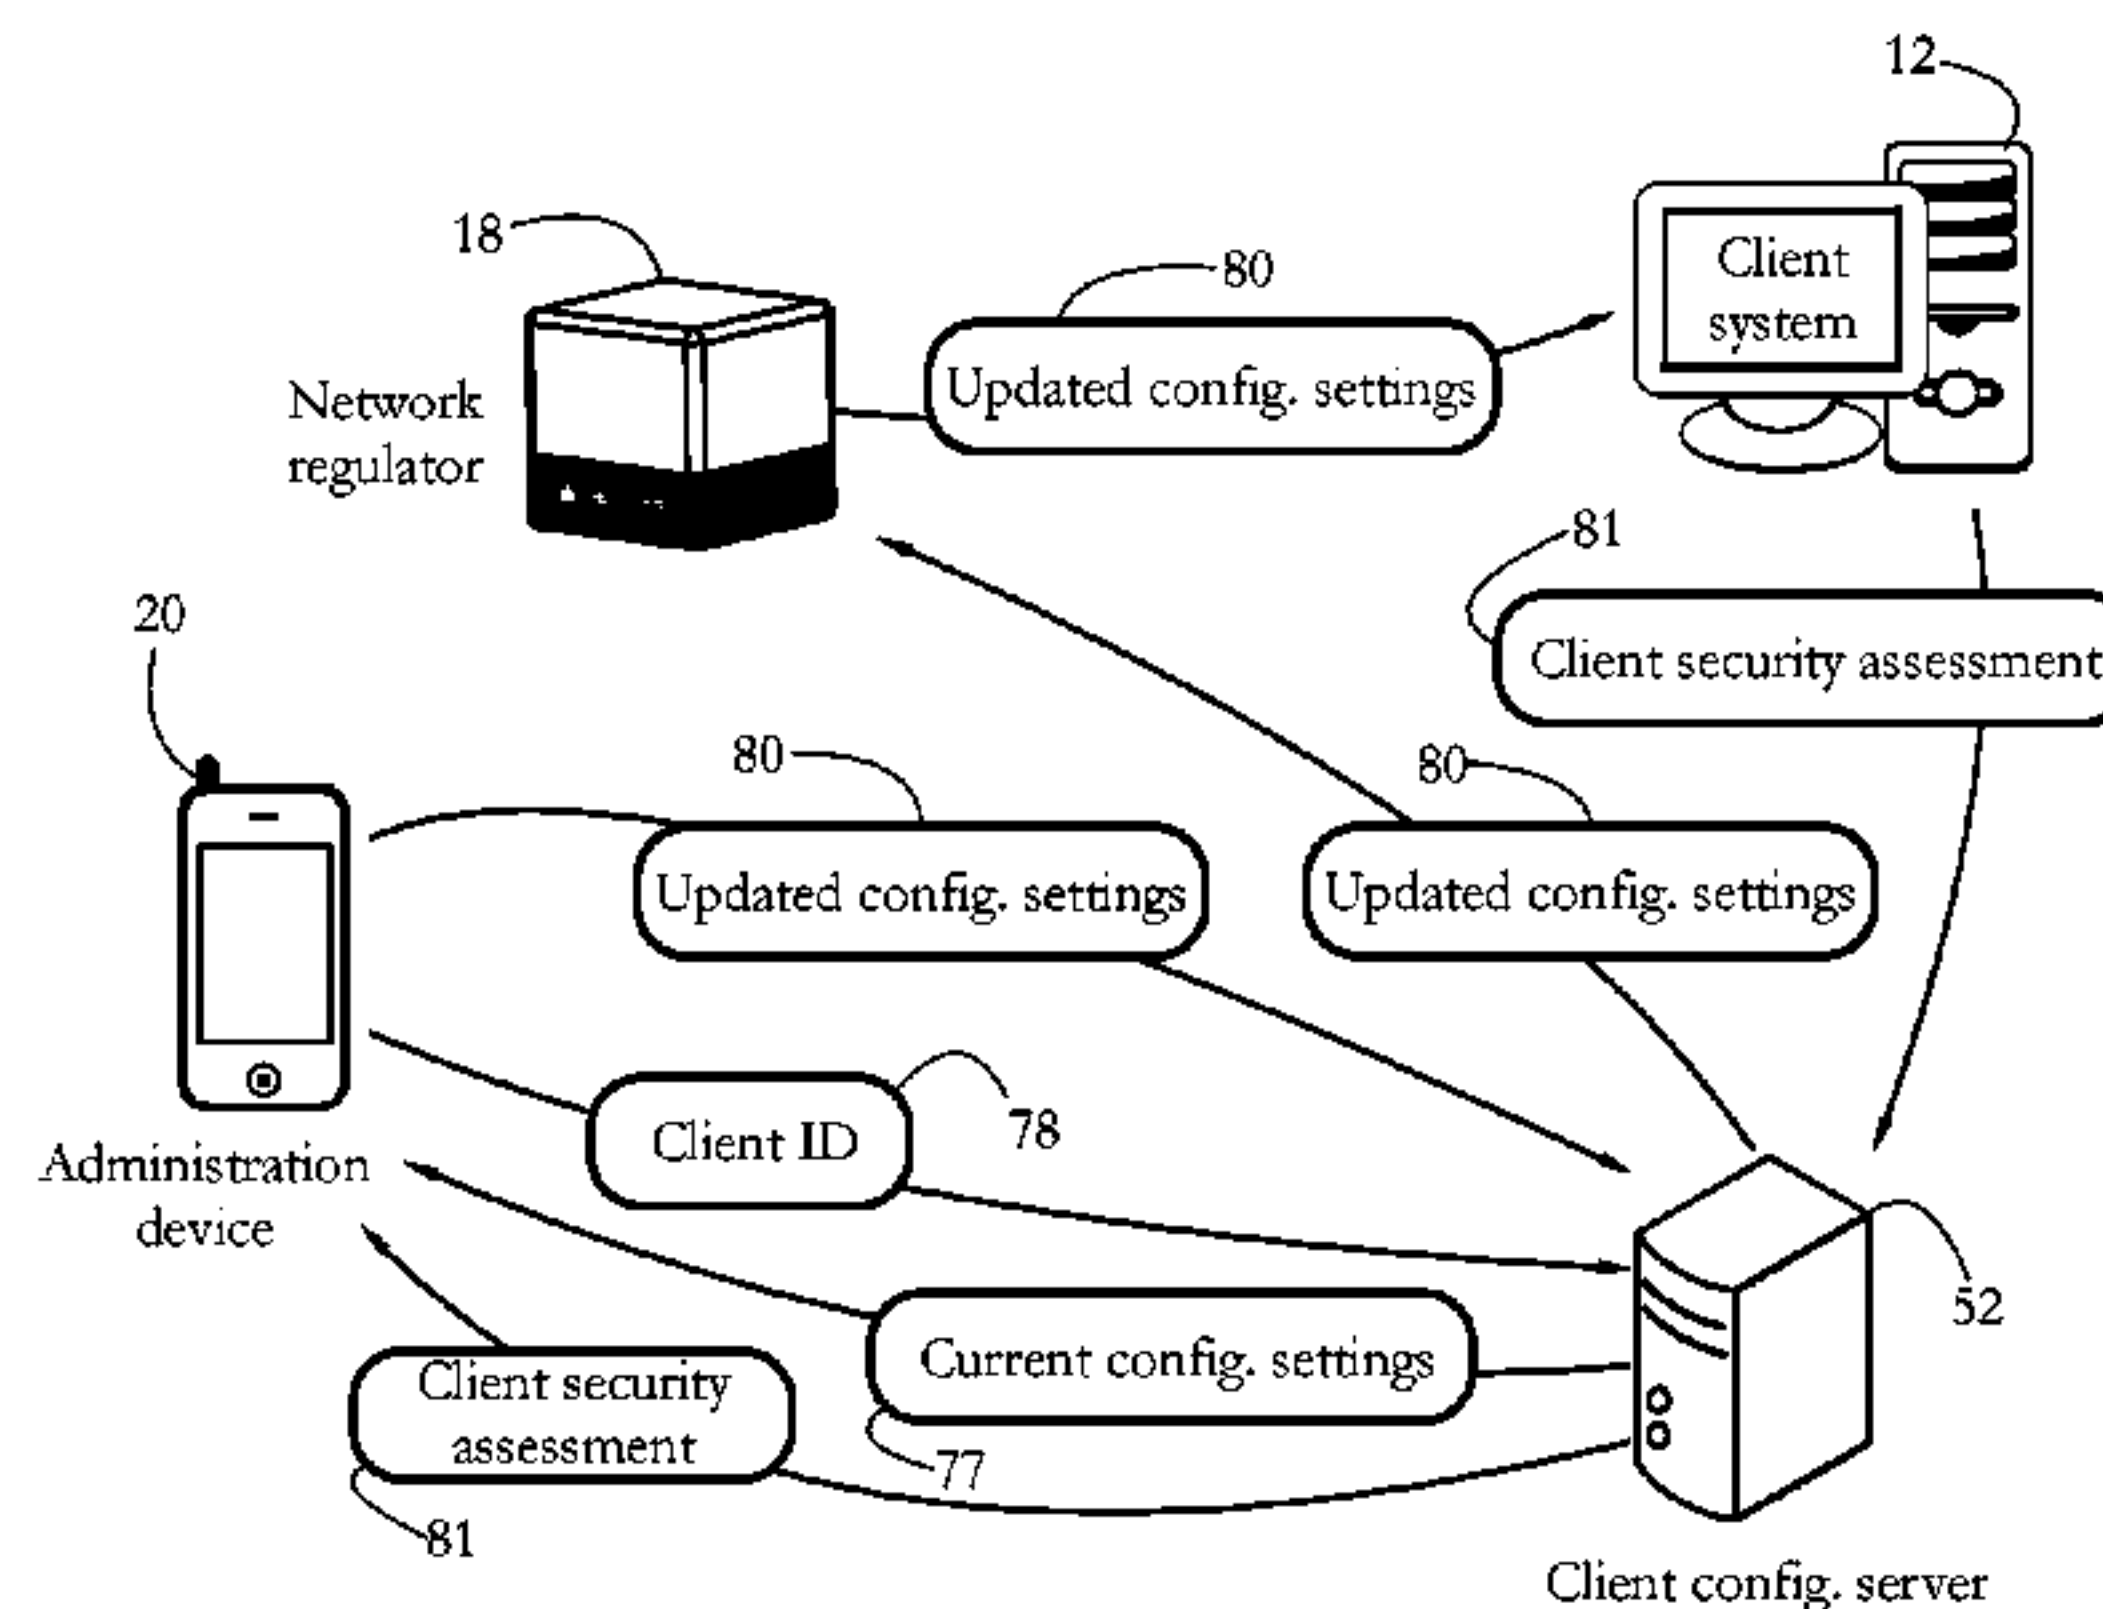 12
18
80
Client
system
Network
regulator
Updated config. settings
81
20
Client security assessment
80
80
Updated config. settings
Updated config. settings
78
Client ID
Administration
device
52
Current config. settings
Client security
assessment
77
81
Client config. server